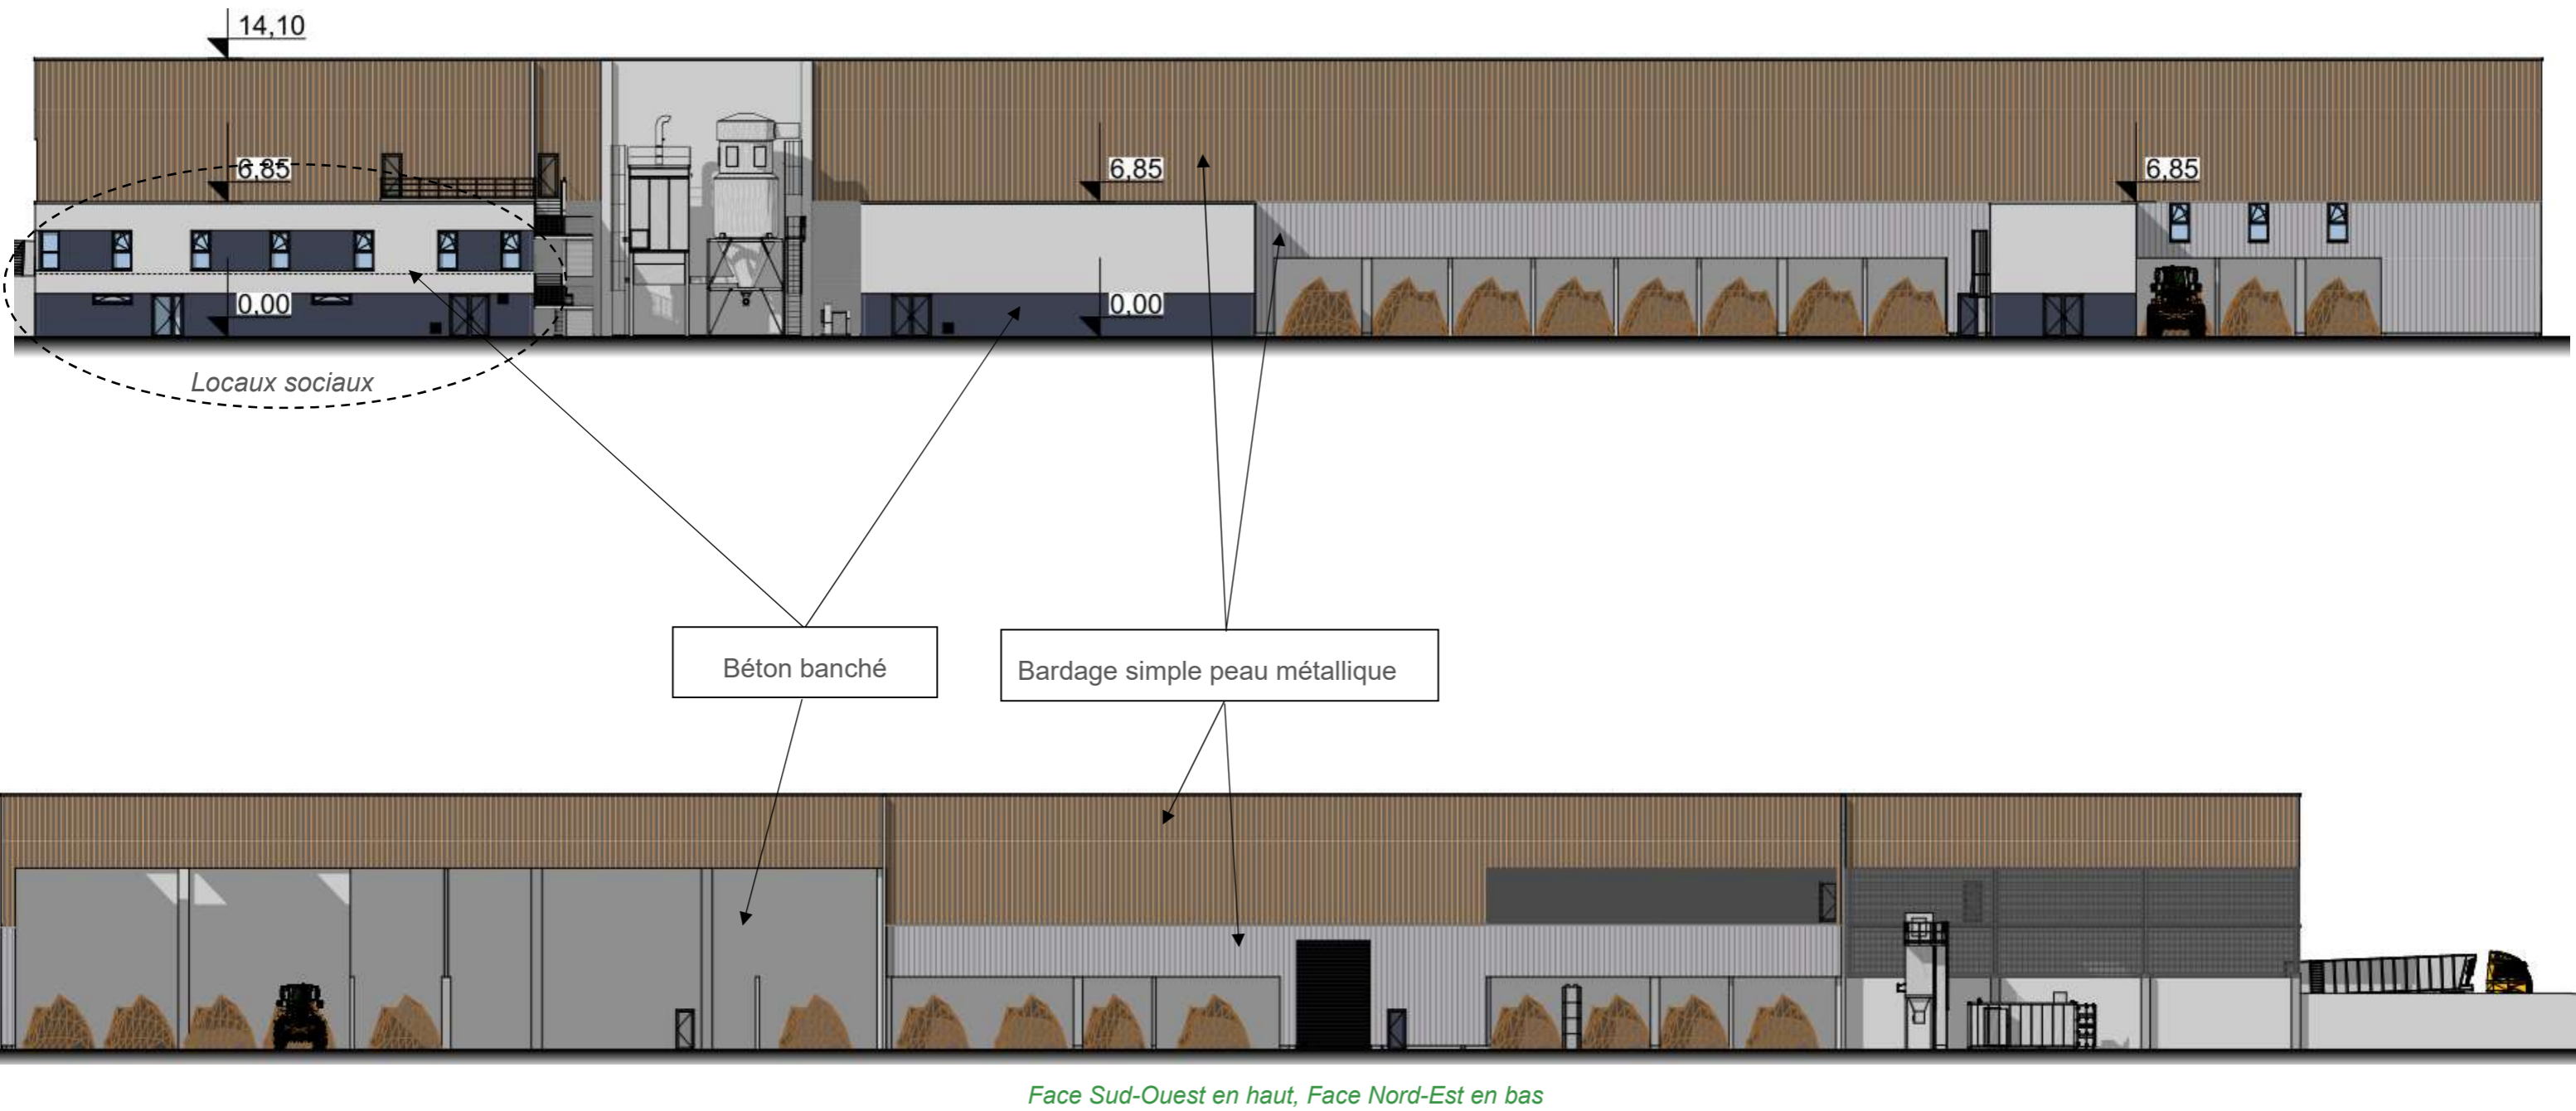 14,10
6,85
6,85
6,85
0,00
0,00
Locaux sociaux
Béton banché
Bardage simple peau métallique
Face Sud-Ouest en haut, Face Nord-Est en bas